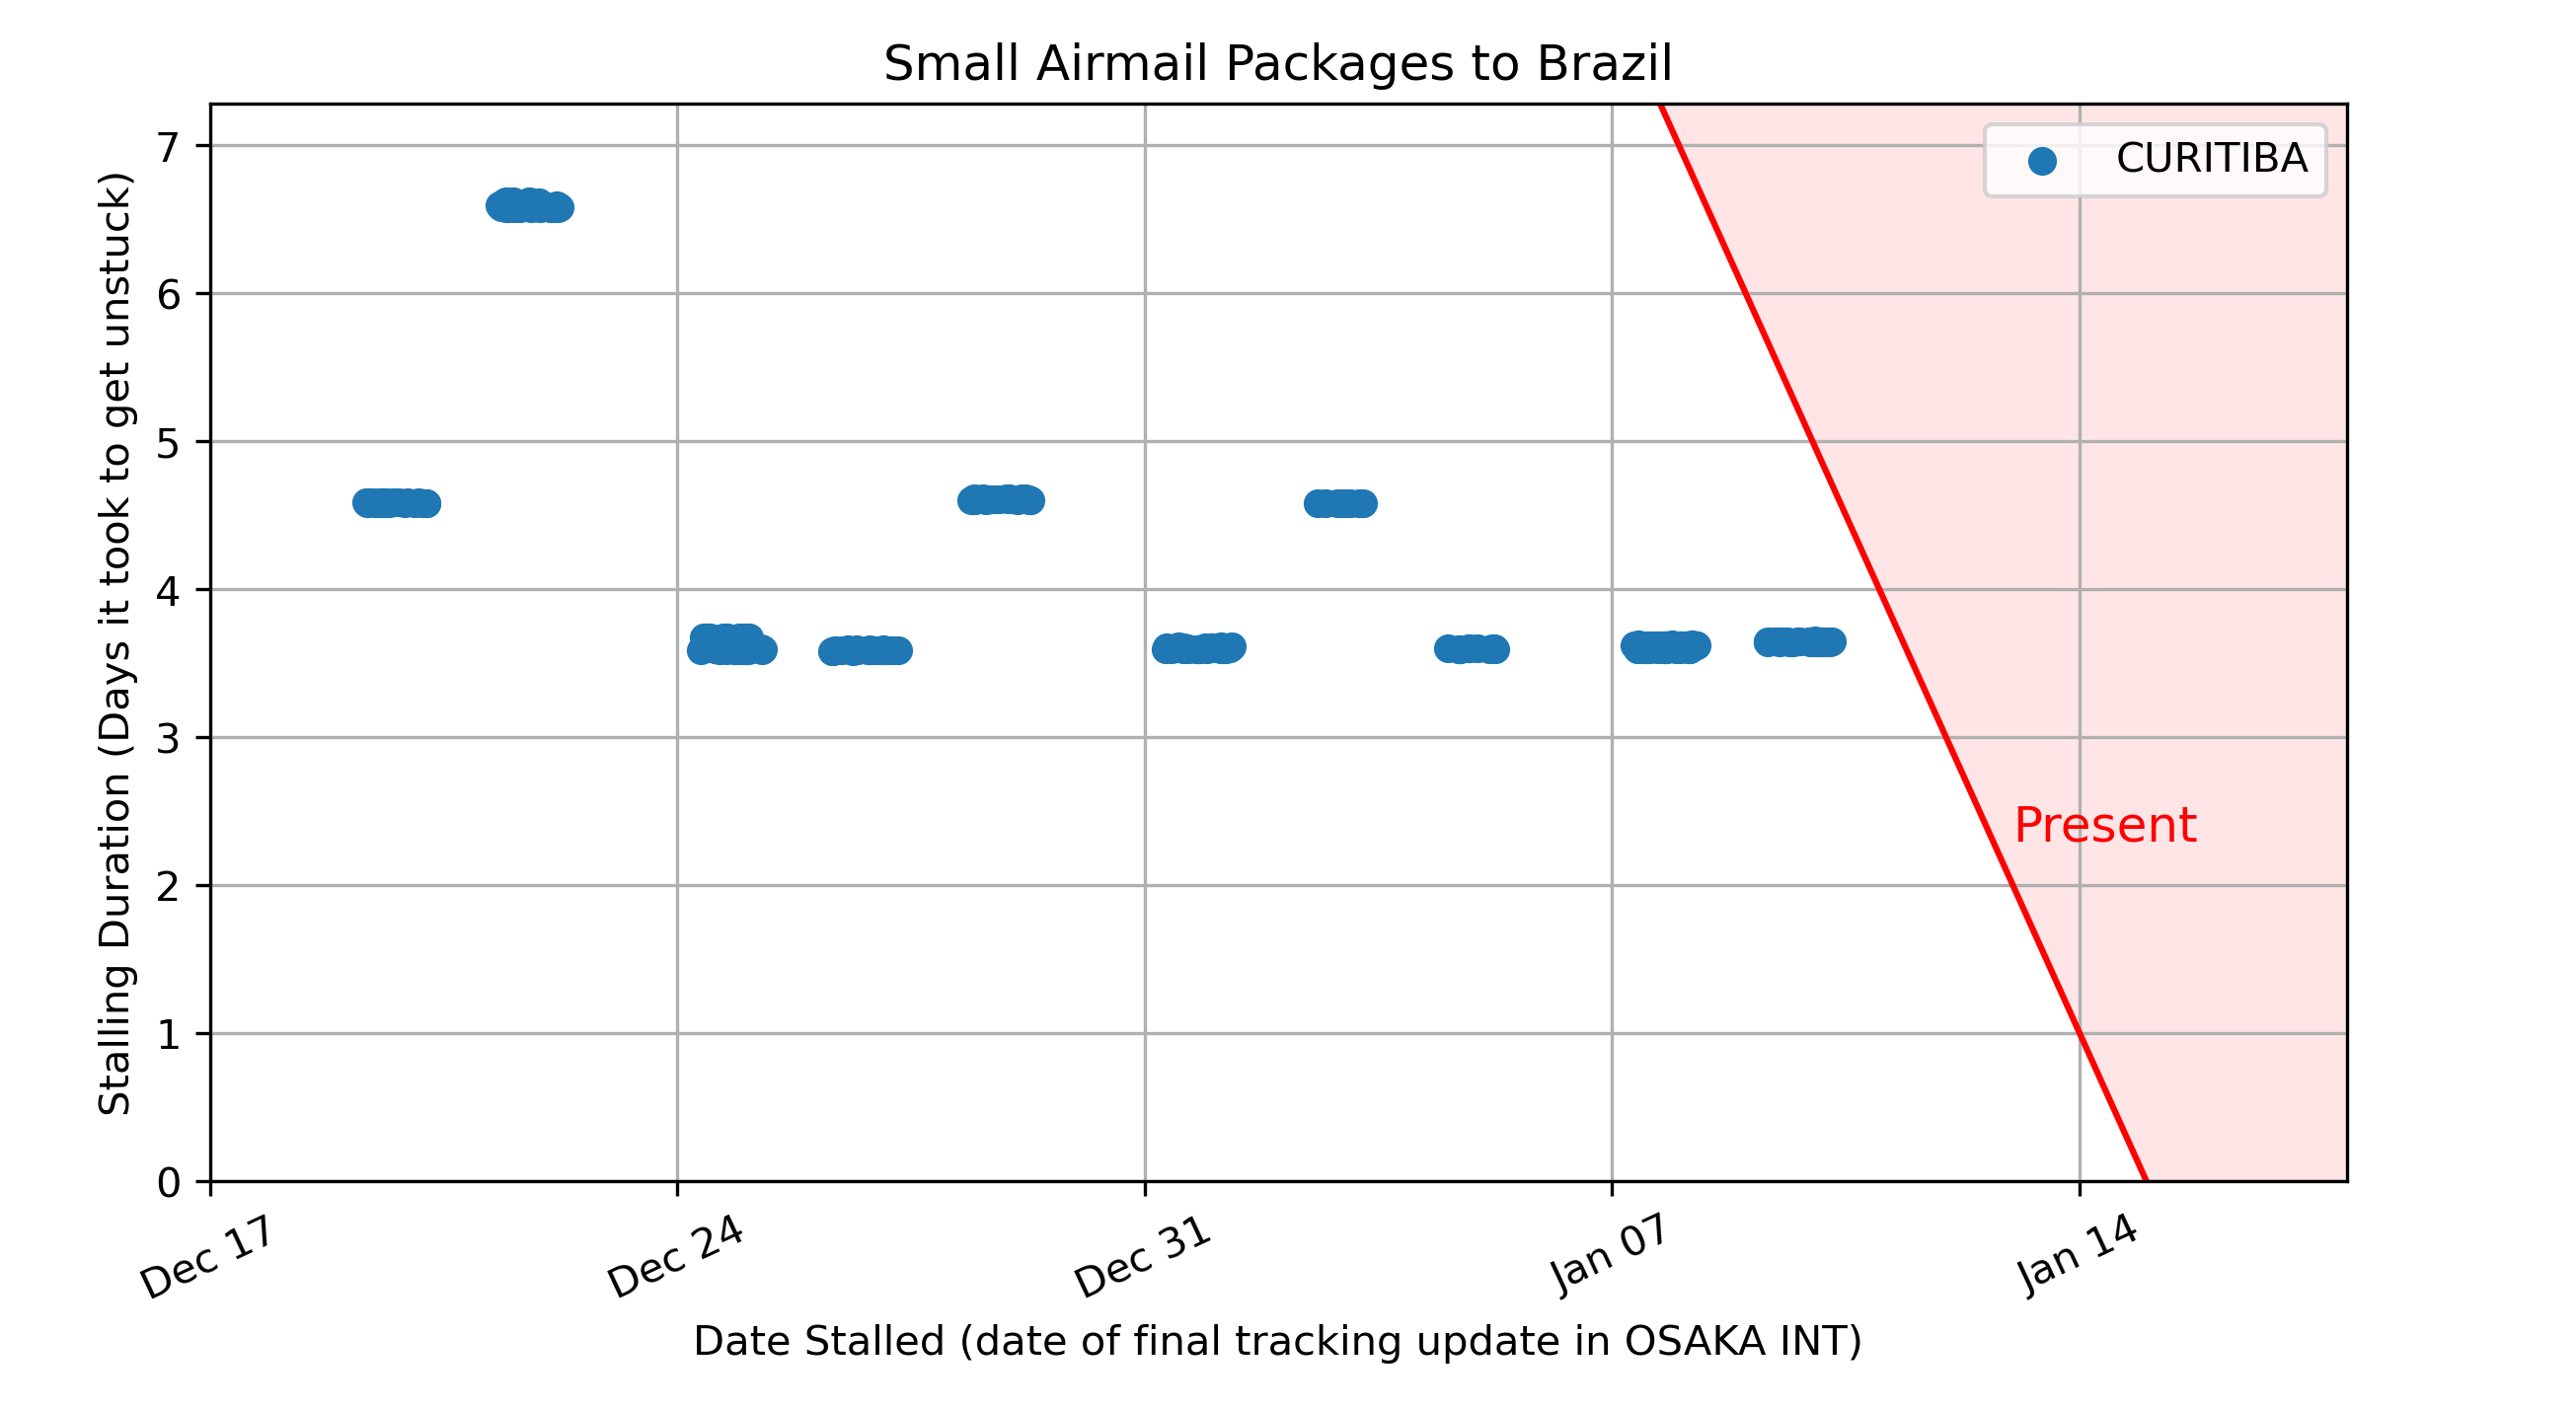 Small Airmail Packages to Brazil
CURITIBA
7
6
5
4
3
2
1
0
Stalling Duration (Days it took to get unstuck)
Present
Dec 17
Dec 24
Dec 31
Jan 07
Jan 14
Date Stalled (date of final tracking update in OSAKA INT)